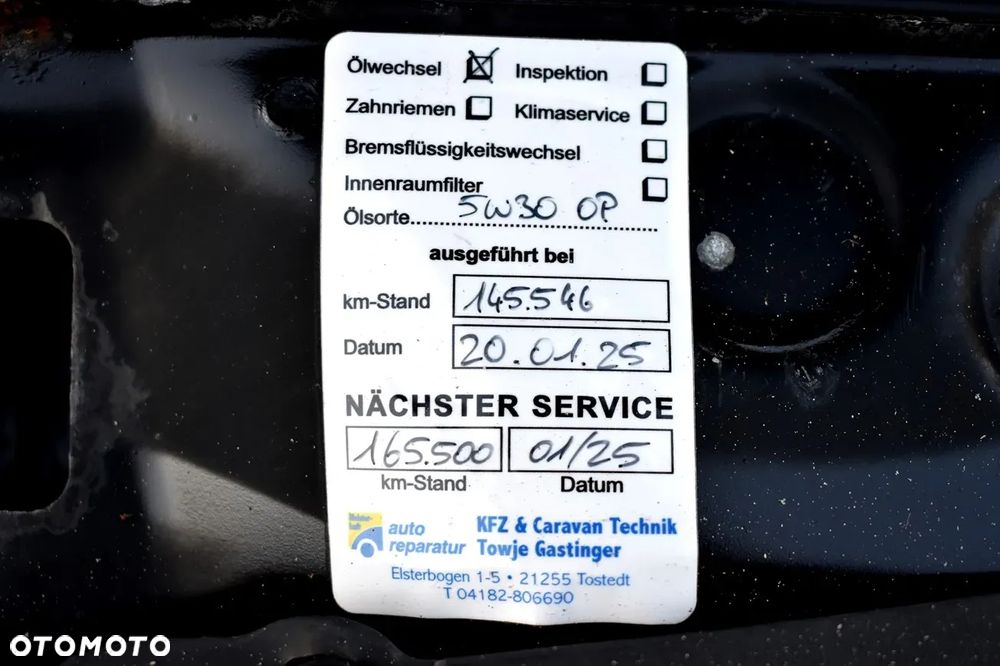 Ölwechsel Inspektion
Zahnriemen Klimaservice
Bremsflüssigkeitswechsel
Innenraumfilter
Ölsorte.....5W30 OP.....
ausgeführt bei
km-Stand 145.546
Datum 20.01.25
NÄCHSTER SERVICE
165.500 01/25
km-Stand Datum
auto KFZ & Caravan Technik
reparatur Towje Gastinger
Elsterbogen 1-5 • 21255 Tostedt
T 04182-806690
OTOMOTO